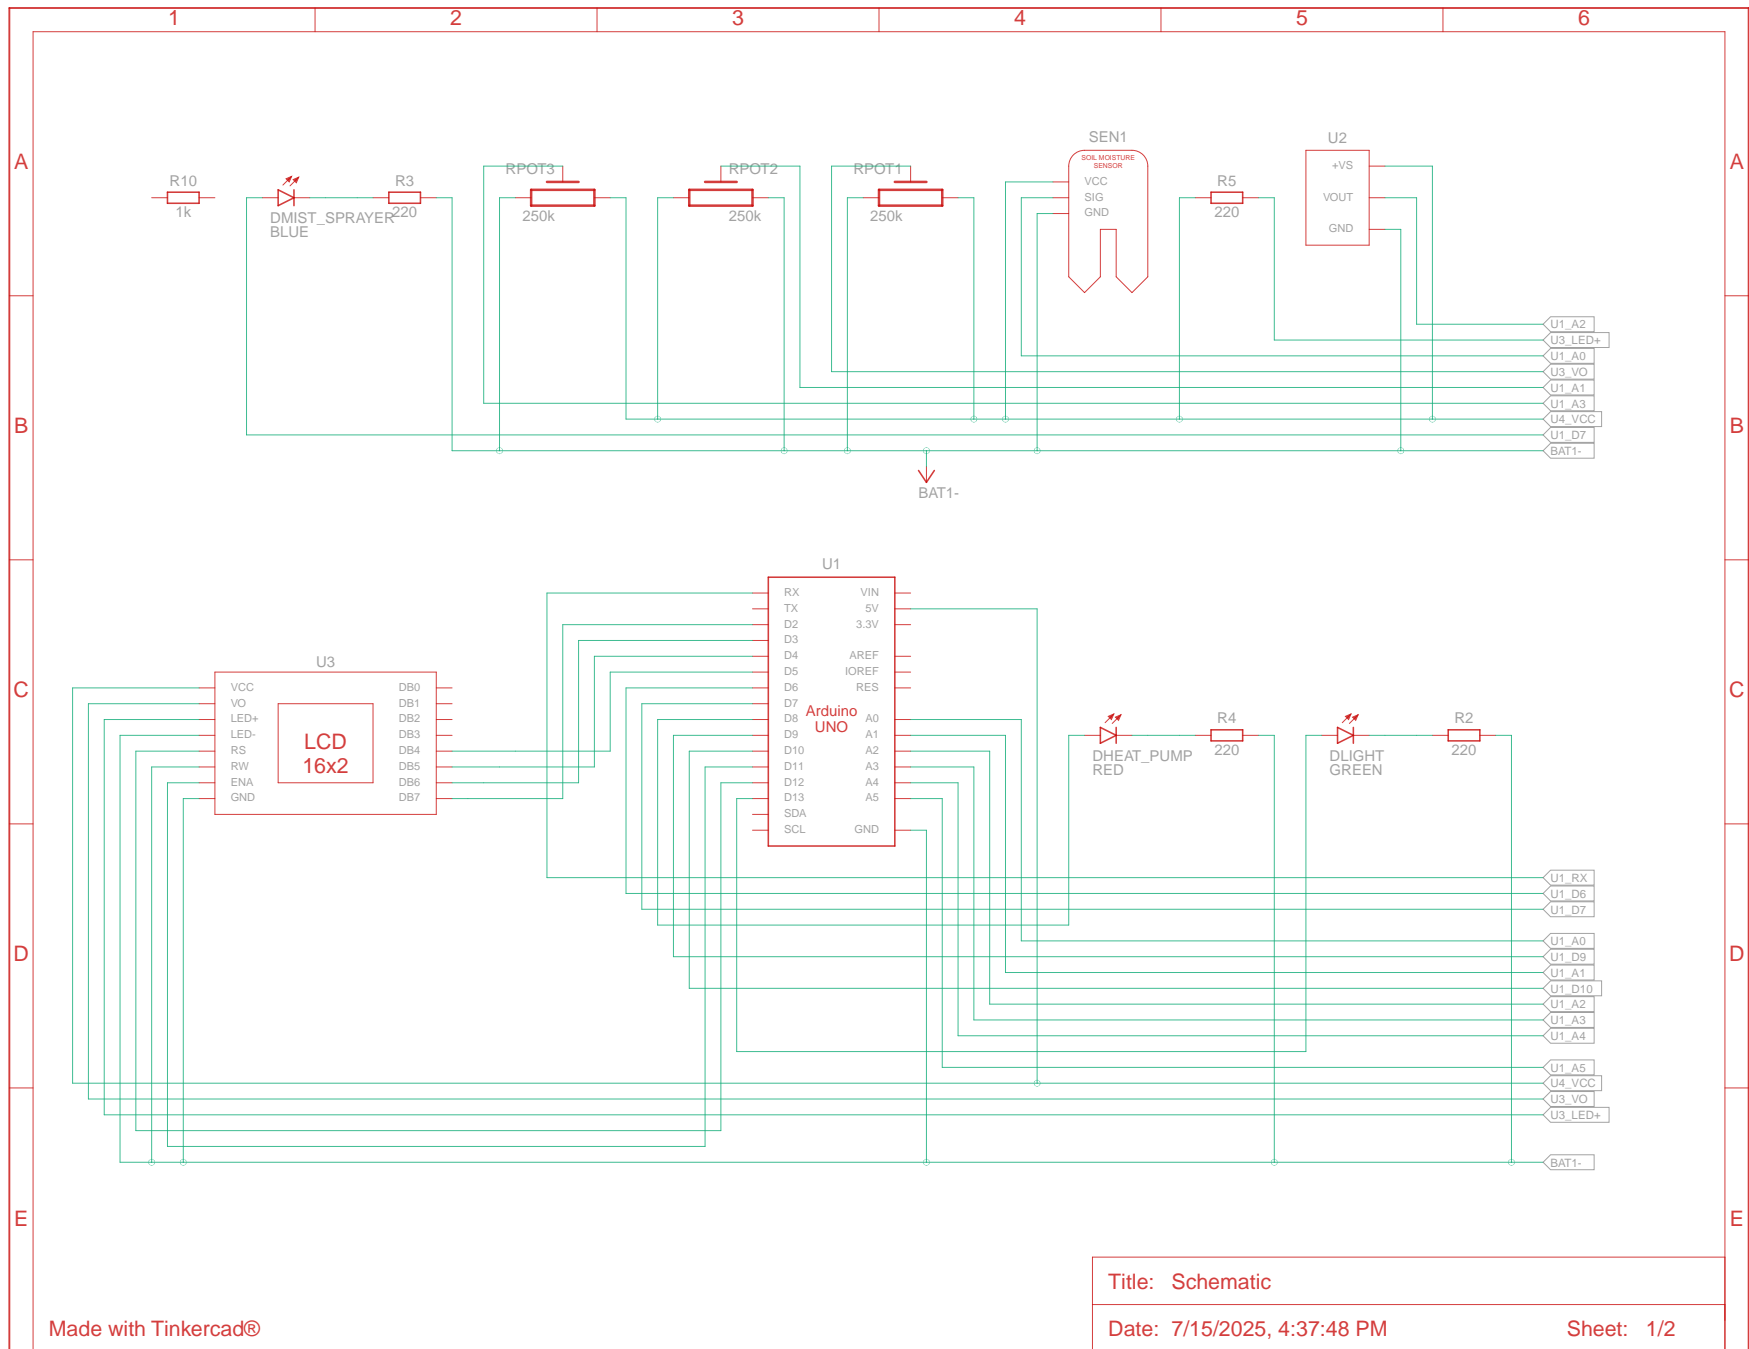 1 2 3 4 5 6
A A
SEN1 U2
SOIL MOISTURE
SENSOR
+VS
RPOT3 RPOT2 RPOT1
R10 R3 VCC R5
SIG VOUT
1k DMIST_SPRAYER 220 250k 250k 250k GND 220
BLUE GND
U1_A2
U3_LED+
U1_A0
U3_VO
U1_A1
U1_A3
U4_VCC
B B
U1_D7
BAT1-
BAT1-
U1
RX VIN
TX 5V
D2 3.3V
D3
D4 AREF
D5 IOREF
D6 RES
D7
Arduino
UNO
D8 A0
D9 A1
D10 A2
D11 A3
D12 A4
D13 A5
SDA
SCL GND
U3
C C
VCC DB0
VO DB1
LED+ DB2
LED- DB3
RS DB4
RW DB5
ENA DB6
GND DB7
LCD
16x2
R4 R2
DHEAT_PUMP 220 DLIGHT 220
RED GREEN
U1_RX
U1_D6
U1_D7
U1_A0
D D
U1_D9
U1_A1
U1_D10
U1_A2
U1_A3
U1_A4
U1_A5
U4_VCC
U3_VO
U3_LED+
BAT1-
E E
Title: Schematic
Made with Tinkercad®
Date: 7/15/2025, 4:37:48 PM Sheet: 1/2